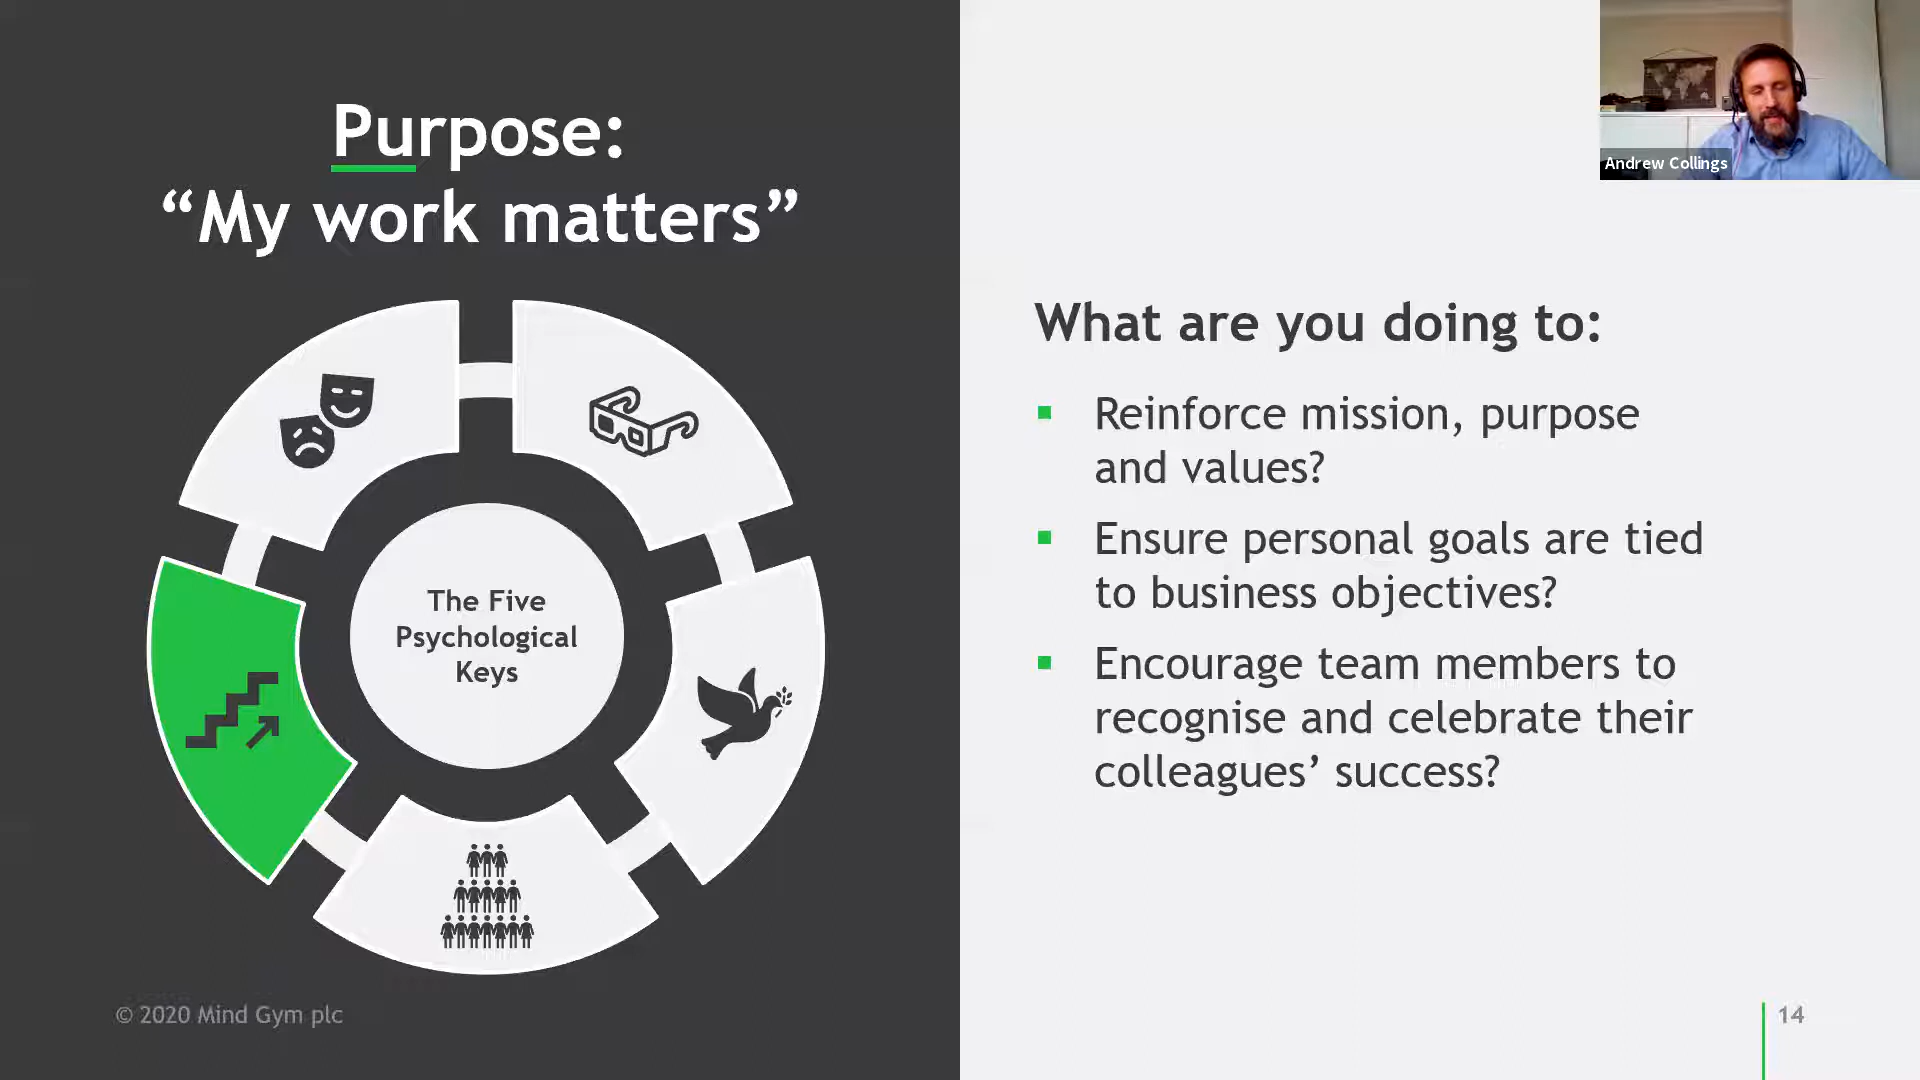 Purpose:
“My work matters”
The Five
Psychological
Keys
© 2020 Mind Gym plc
Andrew Collings
What are you doing to:
▪ Reinforce mission, purpose
and values?
▪ Ensure personal goals are tied
to business objectives?
▪ Encourage team members to
recognise and celebrate their
colleagues’ success?
14